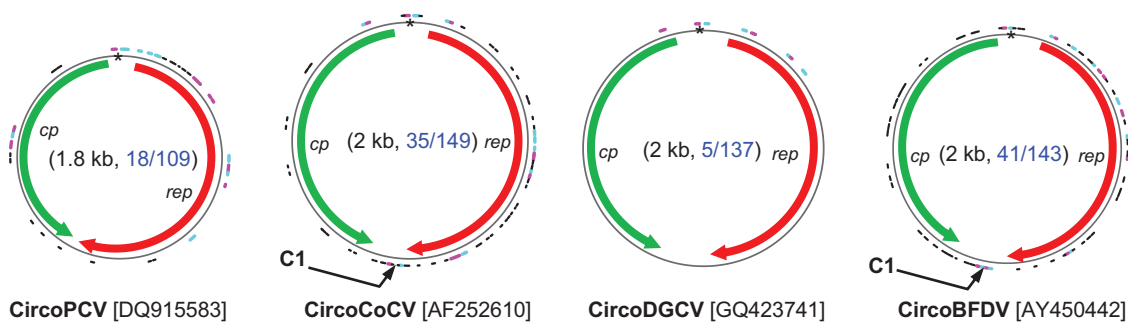 *
cp
(1.8 kb, 18/109)
rep
CircoPCV [DQ915583]
*
cp (2 kb, 35/149) rep
C1
CircoCoCV [AF252610]
*
cp (2 kb, 5/137) rep
CircoDGCV [GQ423741]
*
cp (2 kb, 41/143) rep
C1
CircoBFDV [AY450442]